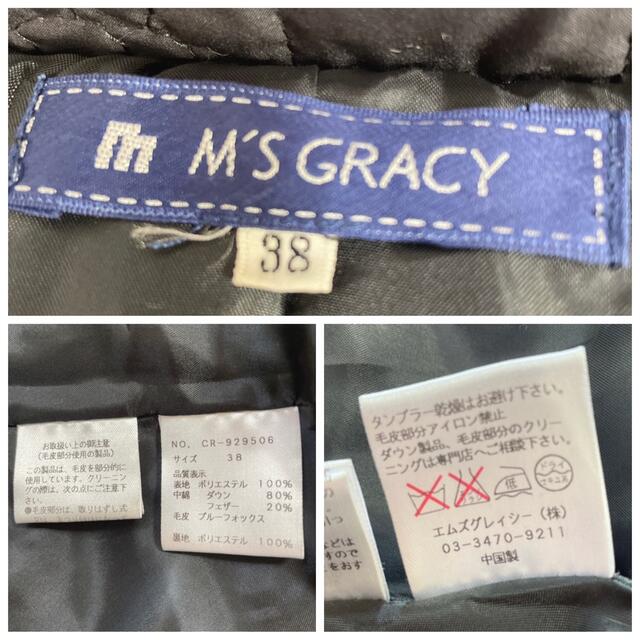 M'S GRACY
38
お取扱い上の御注意
(毛皮部分使用の製品)
この製品は、毛皮を部分的に
使用しています。クリーニン
グの際は、次の点にご注意下
さい。
●毛皮部分は、取りはずし式
NO. CR-929506
サイズ 38
品質表示
表地 ポリエステル 100%
中綿 ダウン 80%
フェザー 20%
毛皮 ブルーフォックス
裏地 ポリエステル 100%
タンブラー乾燥はお避け下さい。
毛皮部分アイロン禁止
ダウン製品、毛皮部分のクリー
ニングは専門店へご相談下さい。
低
ドライ
エムズグレイシー(株)
03-3470-9211
中国製